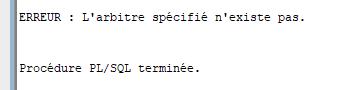 ERREUR : L'arbitre spécifié n'existe pas.
Procédure PL/SQL terminée.